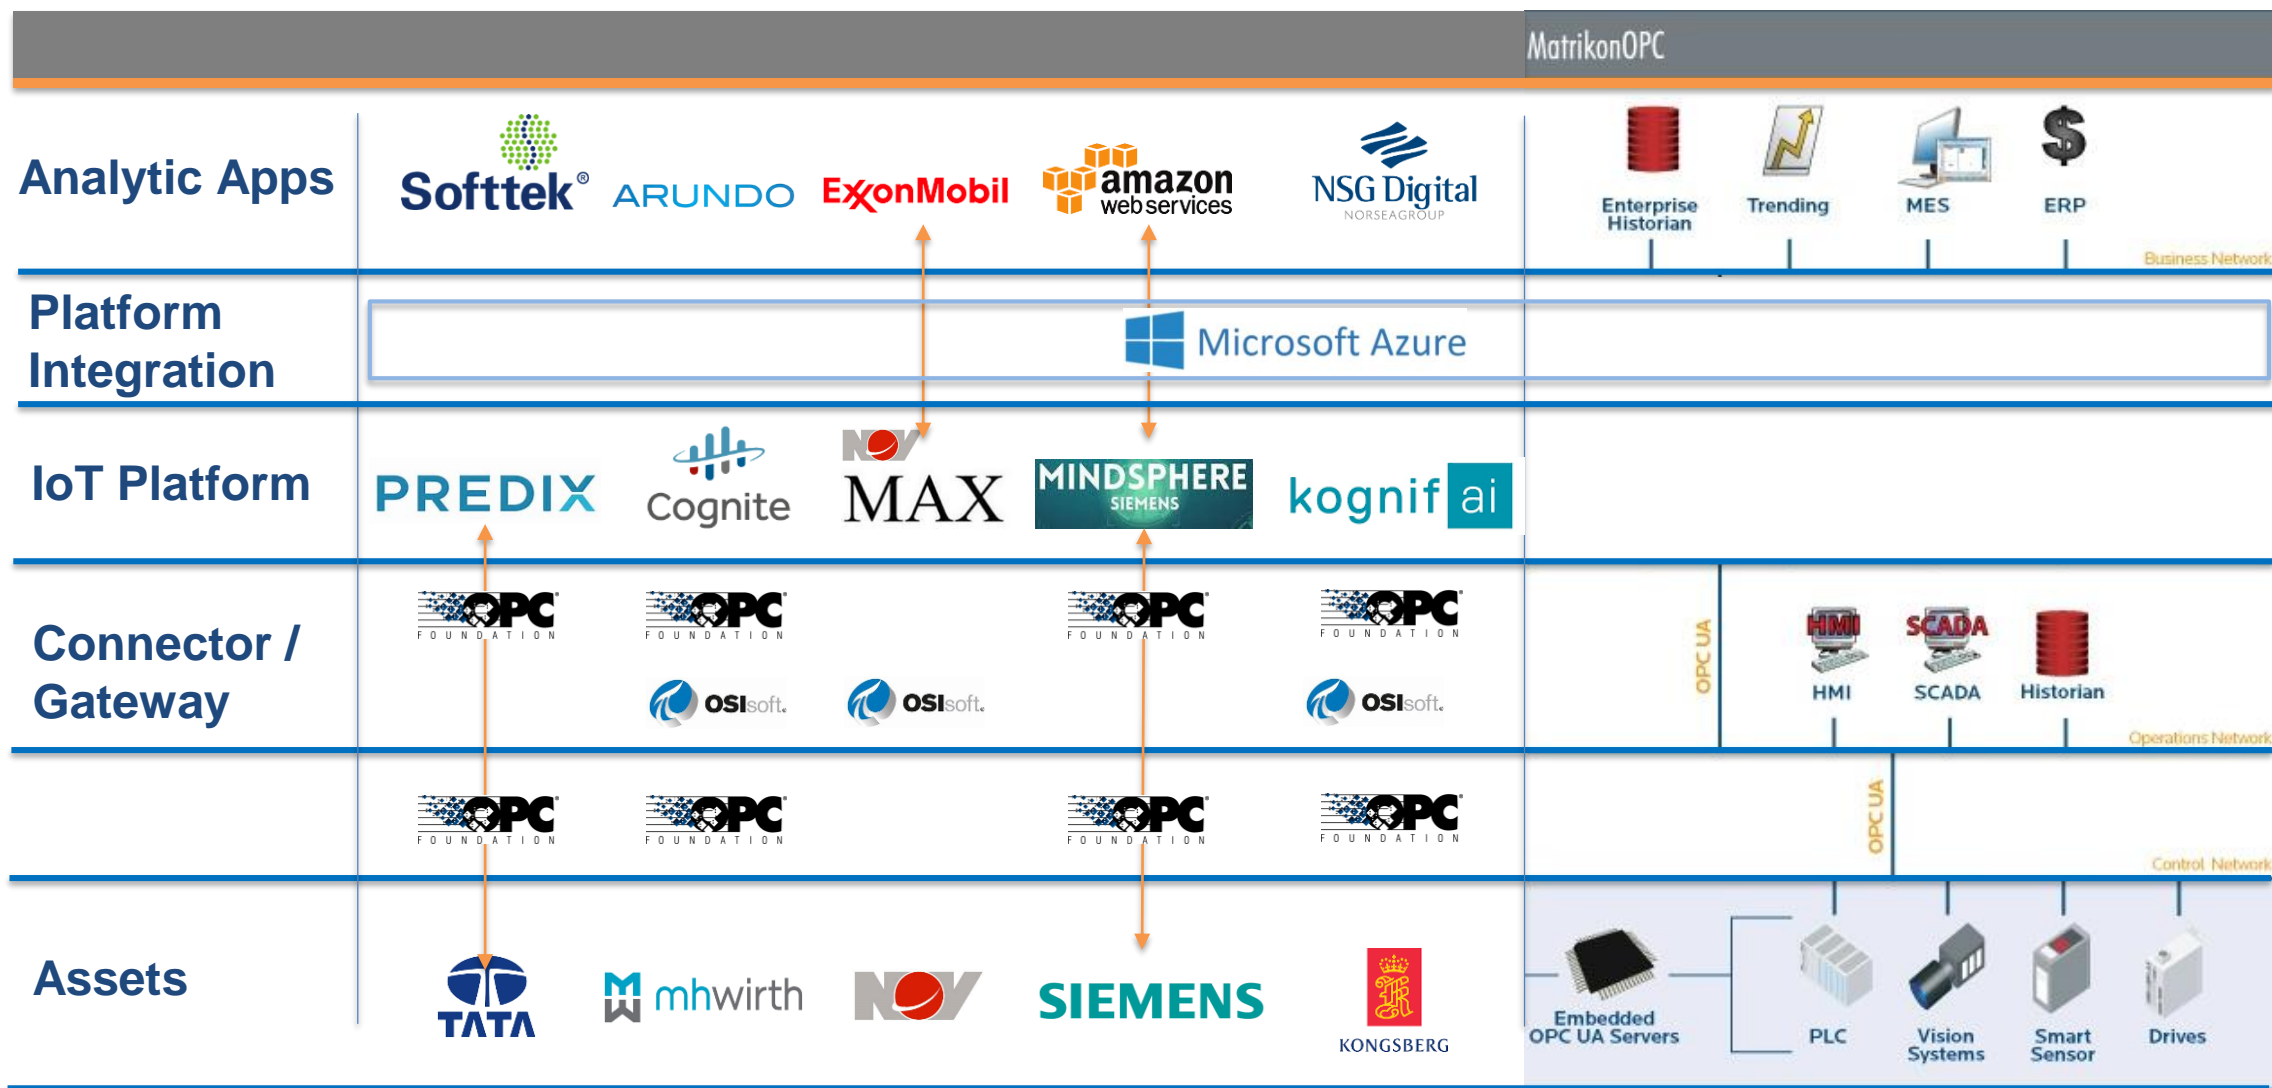 MatrikonOPC
Analytic Apps
Softtek®
ARUNDO
ExxonMobil
amazon
web services
NSG Digital
NORSEAGROUP
Enterprise
Historian
Trending
MES
ERP
Business Network
Platform
Integration
Microsoft Azure
IoT Platform
PREDIX
Cognite
NOV
MAX
MINDSPHERE
SIEMENS
kognif ai
Connector /
Gateway
OPC
FOUNDATION
OPC
FOUNDATION
OPC
FOUNDATION
OPC
FOUNDATION
OSIsoft.
OSIsoft.
OSIsoft.
OPC UA
HMI
HMI
SCADA
SCADA
Historian
Operations Network
OPC
FOUNDATION
OPC
FOUNDATION
OPC
FOUNDATION
OPC
FOUNDATION
OPC UA
Control Network
Assets
TATA
mhwirth
NOV
SIEMENS
KONGSBERG
Embedded
OPC UA Servers
PLC
Vision
Systems
Smart
Sensor
Drives